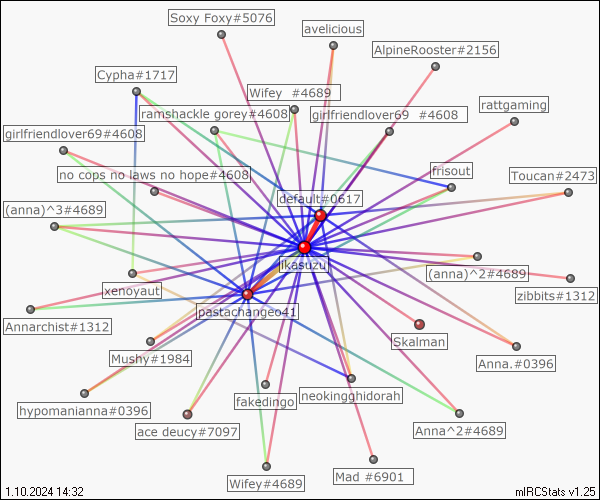 Soxy Foxy#5076
avelicious
AlpineRooster#2156
Cypha#1717
Wifey #4689
rattgaming
ramshackle gorey#4608
girlfriendlover69 #4608
girlfriendlover69#4608
no cops no laws no hope#4608
frisout
Toucan#2473
default#0617
(anna)^3#4689
ikasuzu
(anna)^2#4689
xenoyaut
zibbits#1312
Annarchist#1312
pastachangeo41
Skalman
Mushy#1984
Anna.#0396
hypomanianna#0396
fakedingo
neokingghidorah
ace deucy#7097
Anna^2#4689
Wifey#4689
Mad #6901
1.10.2024 14:32
mIRCStats v1.25